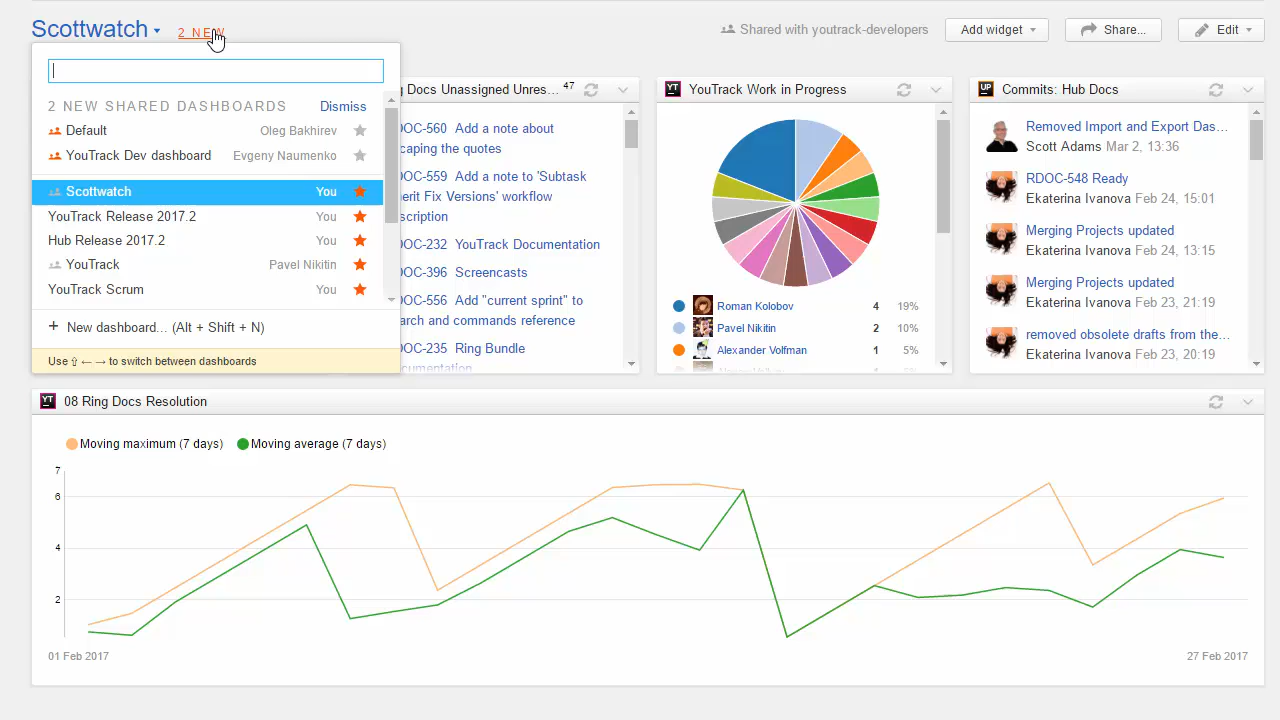 Scottwatch
2 NEW
Shared with youtrack-developers
Add widget
Share...
Edit
2 NEW SHARED DASHBOARDS Dismiss
Default Oleg Bakhirev
YouTrack Dev dashboard Evgeny Naumenko
Scottwatch You
YouTrack Release 2017.2 You
Hub Release 2017.2 You
YouTrack Pavel Nikitin
YouTrack Scrum You
+ New dashboard... (Alt + Shift + N)
Use ⇧ ← → to switch between dashboards
g Docs Unassigned Unres... 47
DOC-560 Add a note about
caping the quotes
DOC-559 Add a note to 'Subtask
erit Fix Versions' workflow
scription
DOC-232 YouTrack Documentation
DOC-396 Screencasts
DOC-556 Add "current sprint" to
arch and commands reference
DOC-235 Ring Bundle
YT YouTrack Work in Progress
Roman Kolobov 4 19%
Pavel Nikitin 2 10%
Alexander Volfman 1 5%
UP Commits: Hub Docs
Removed Import and Export Das...
Scott Adams Mar 2, 13:36
RDOC-548 Ready
Ekaterina Ivanova Feb 24, 15:01
Merging Projects updated
Ekaterina Ivanova Feb 24, 13:15
Merging Projects updated
Ekaterina Ivanova Feb 23, 21:19
removed obsolete drafts from the...
Ekaterina Ivanova Feb 23, 20:19
YT 08 Ring Docs Resolution
Moving maximum (7 days) Moving average (7 days)
7
6
4
2
01 Feb 2017 27 Feb 2017